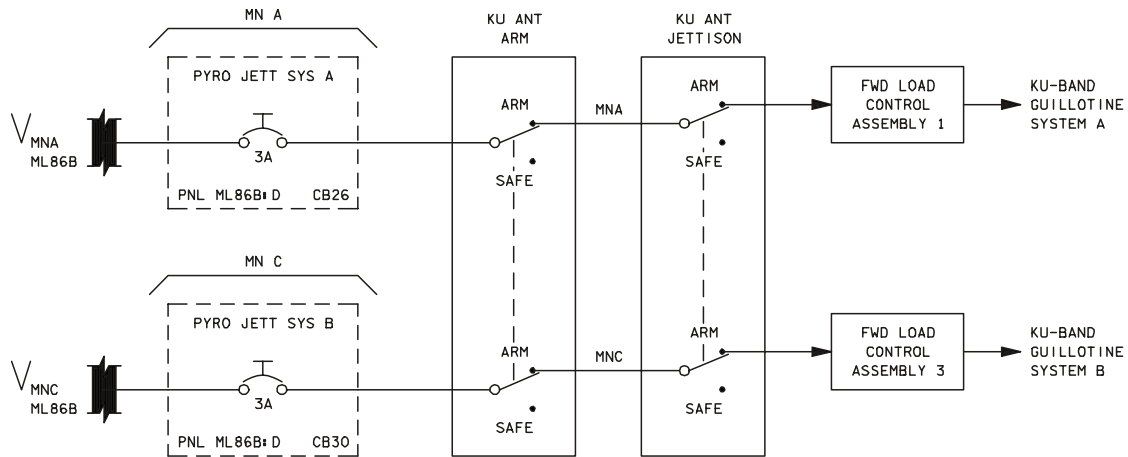 MN A
PYRO JETT SYS A
MNA
ML86B
3A
PNL ML86B:D CB26
KU ANT
ARM
ARM
SAFE
MNA
KU ANT
JETTISON
ARM
SAFE
FWD LOAD
CONTROL
ASSEMBLY 1
KU-BAND
GUILLOTINE
SYSTEM A
MN C
PYRO JETT SYS B
MNC
ML86B
3A
PNL ML86B:D CB30
ARM
SAFE
MNC
ARM
SAFE
FWD LOAD
CONTROL
ASSEMBLY 3
KU-BAND
GUILLOTINE
SYSTEM B